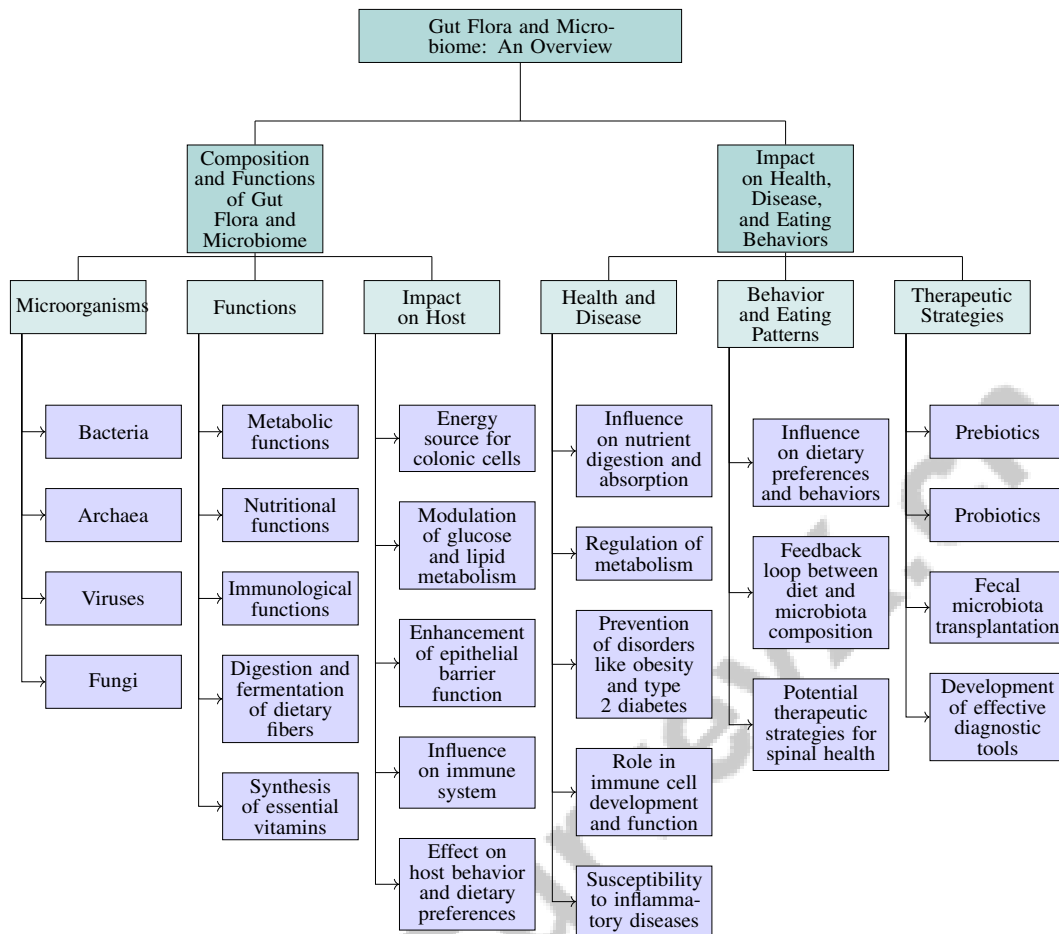 Gut Flora and Micro-
biome: An Overview
Composition
and Functions
of Gut
Flora and
Microbiome
Impact
on Health,
Disease,
and Eating
Behaviors
Microorganisms
Functions
Impact
on Host
Health and
Disease
Behavior
and Eating
Patterns
Therapeutic
Strategies
Bacteria
Archaea
Viruses
Fungi
Metabolic
functions
Nutritional
functions
Immunological
functions
Digestion and
fermentation
of dietary
fibers
Synthesis
of essential
vitamins
Energy
source for
colonic cells
Modulation
of glucose
and lipid
metabolism
Enhancement
of epithelial
barrier
function
Influence
on immune
system
Effect on
host behavior
and dietary
preferences
Influence
on nutrient
digestion and
absorption
Regulation of
metabolism
Prevention
of disorders
like obesity
and type
2 diabetes
Role in
immune cell
development
and function
Susceptibility
to inflamma-
tory diseases
Influence
on dietary
preferences
and behaviors
Feedback
loop between
diet and
microbiota
composition
Potential
therapeutic
strategies for
spinal health
Prebiotics
Probiotics
Fecal
microbiota
transplantation
Development
of effective
diagnostic
tools